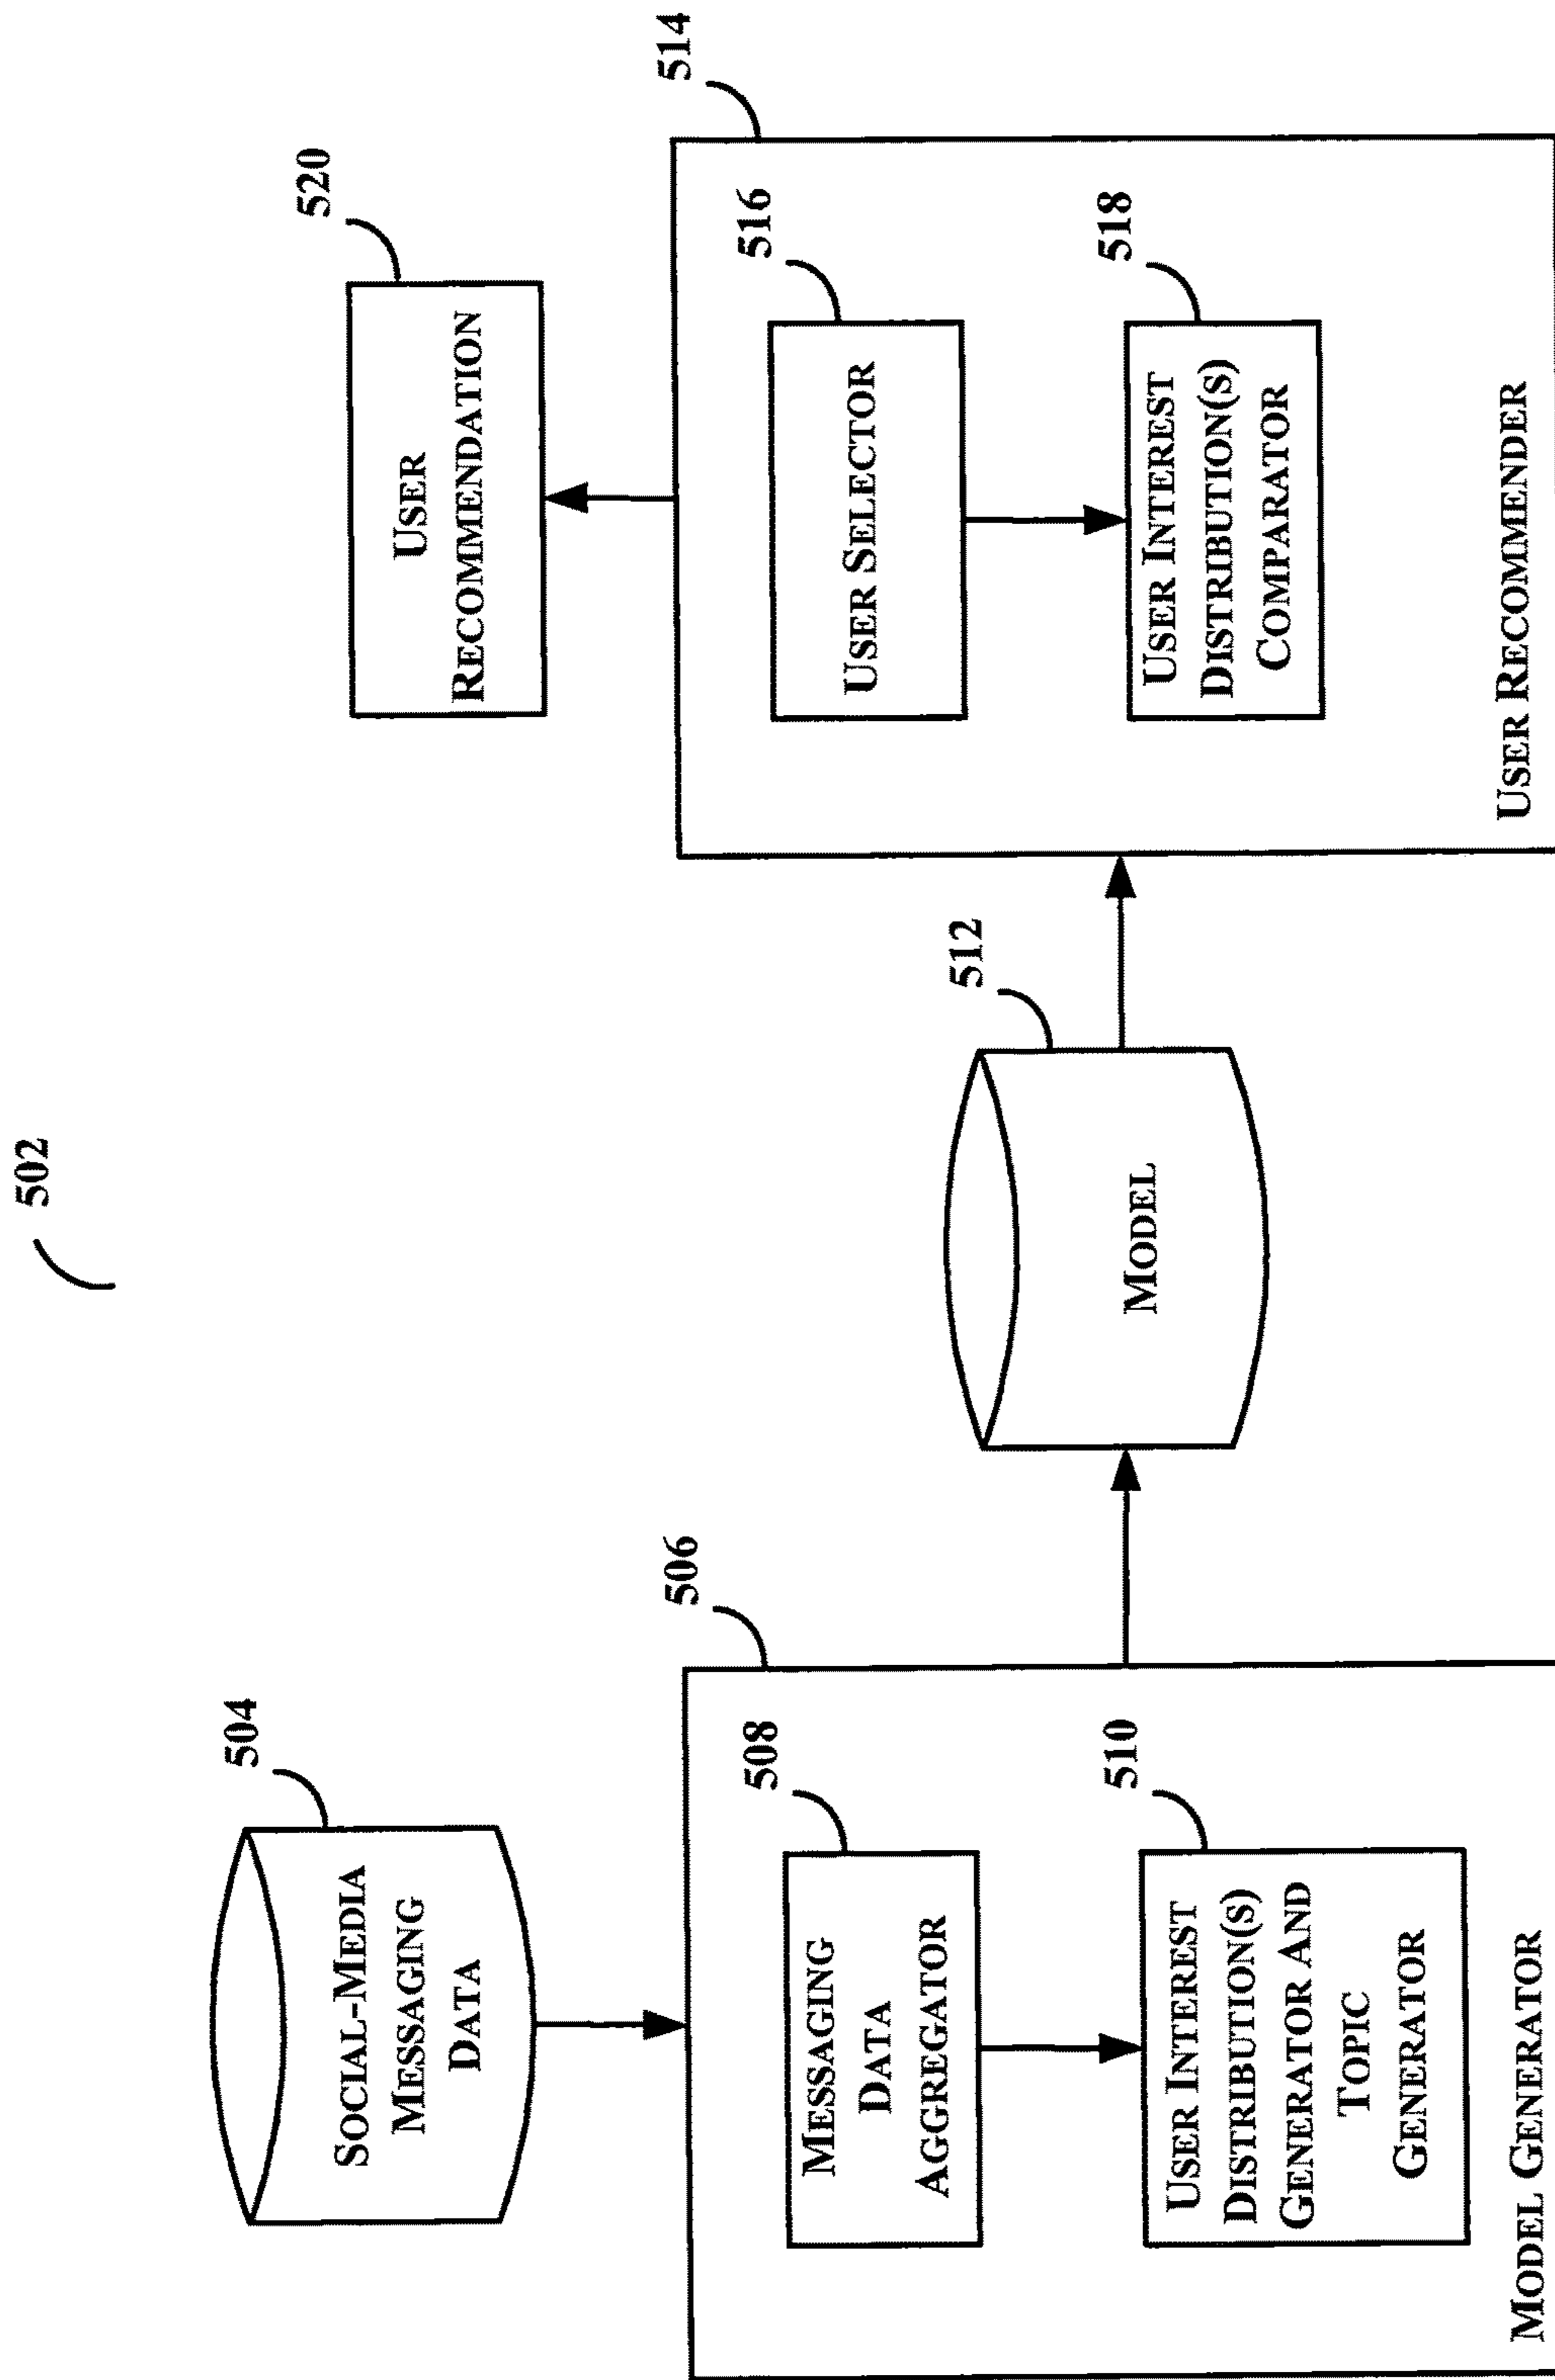 502
504
SOCIAL-MEDIA
MESSAGING
DATA
506
508
MESSAGING
DATA
AGGREGATOR
510
USER INTEREST
DISTRIBUTION(S)
GENERATOR AND
TOPIC
GENERATOR
MODEL GENERATOR
512
MODEL
514
516
USER SELECTOR
518
USER INTEREST
DISTRIBUTION(S)
COMPARATOR
USER RECOMMENDER
520
USER
RECOMMENDATION